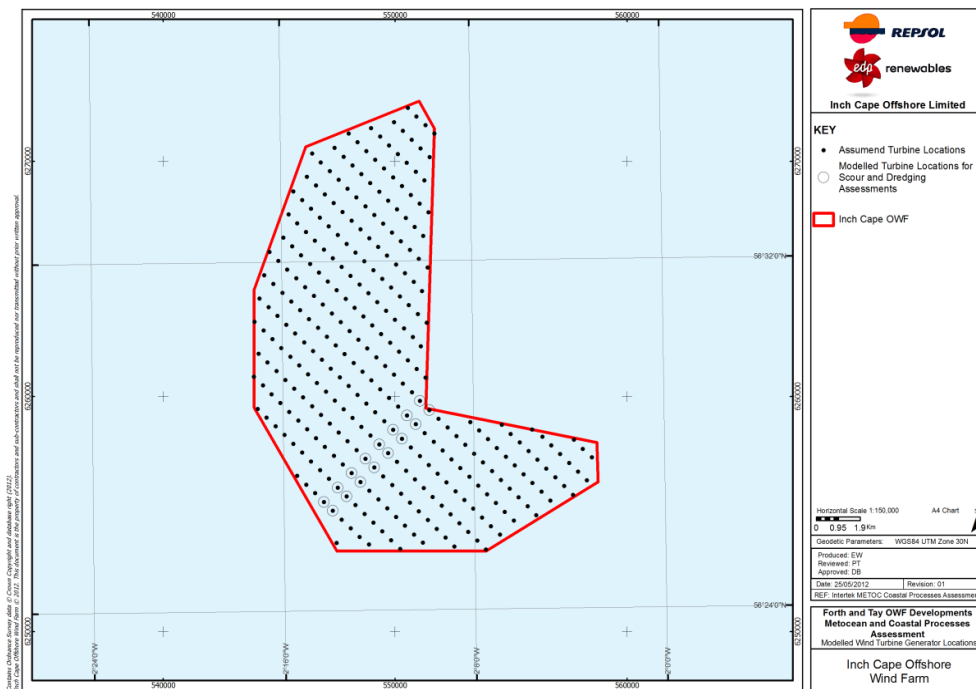 540000
550000
560000
6270000
6270000
56°32'0"N
6260000
6260000
56°24'0"N
6250000
6250000
2°24'0"W
2°16'0"W
2°8'0"W
2°0'0"W
540000
550000
560000
Contains Ordnance Survey data © Crown Copyright and database right (2012).
Inch Cape Offshore Wind Farm © 2012. This document is the property of contractors and sub-contractors and shall not be reproduced nor transmitted without prior written approval.
REPSOL
edp renewables
Inch Cape Offshore Limited
KEY
Assumend Turbine Locations
Modelled Turbine Locations for
Scour and Dredging
Assessments
Inch Cape OWF
Horizontal Scale 1:150,000
A4 Chart
0 0.95 1.9 Km
Geodetic Parameters: WGS84 UTM Zone 30N
Produced: EW
Reviewed: PT
Approved: DB
Date: 25/05/2012
Revision: 01
REF: Intertek METOC Coastal Processes Assessmen
Forth and Tay OWF Developments
Metocean and Coastal Processes
Assessment
Modelled Wind Turbine Generator Locations
Inch Cape Offshore
Wind Farm